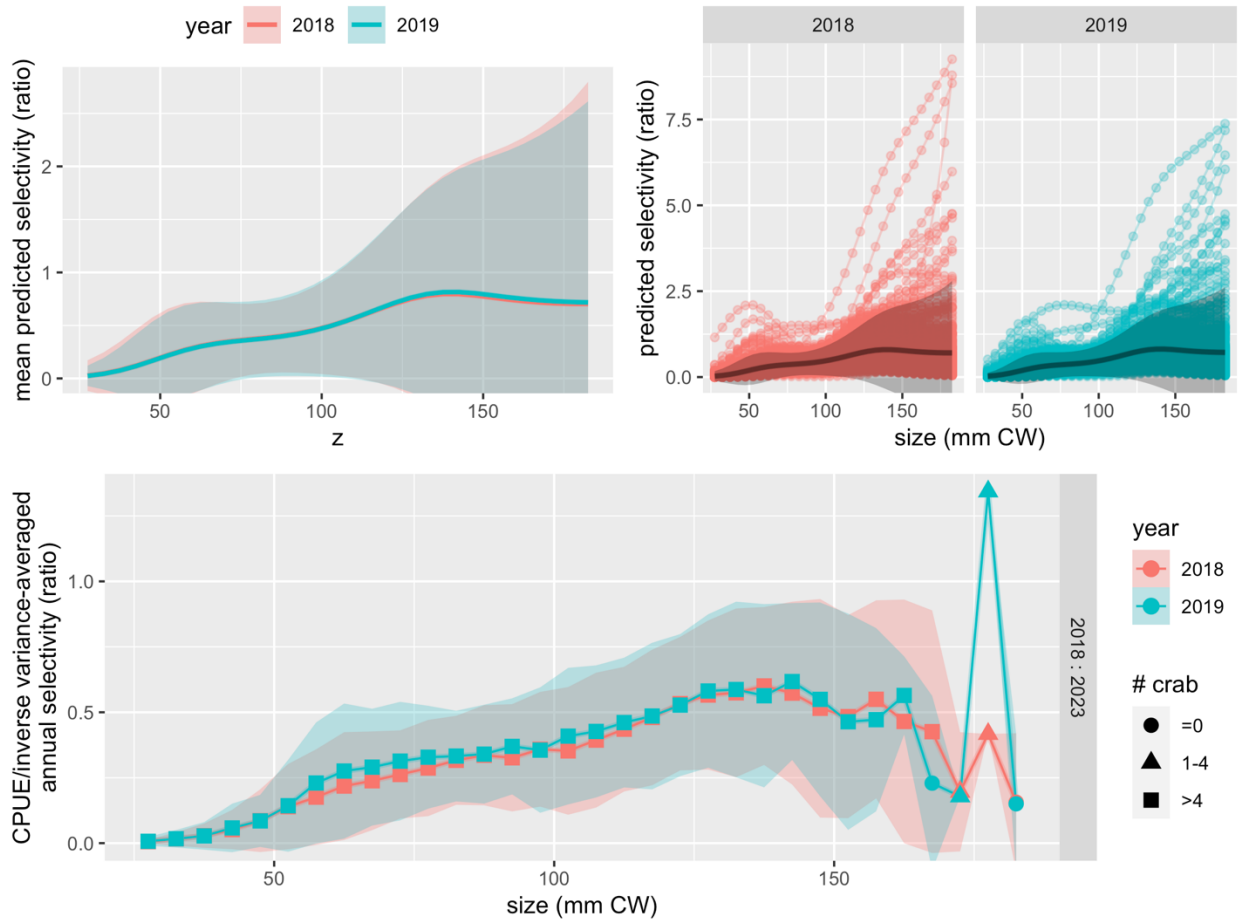 year 2018 2019
mean predicted selectivity (ratio)
2
1
0
50 100 150
z
2018 2019
predicted selectivity (ratio)
7.5
5.0
2.5
0.0
50 100 150 50 100 150
size (mm CW)
CPUE/inverse variance-averaged
annual selectivity (ratio)
1.0
0.5
0.0
50 100 150
size (mm CW)
2018 : 2023
year
2018
2019
# crab
=0
1-4
>4